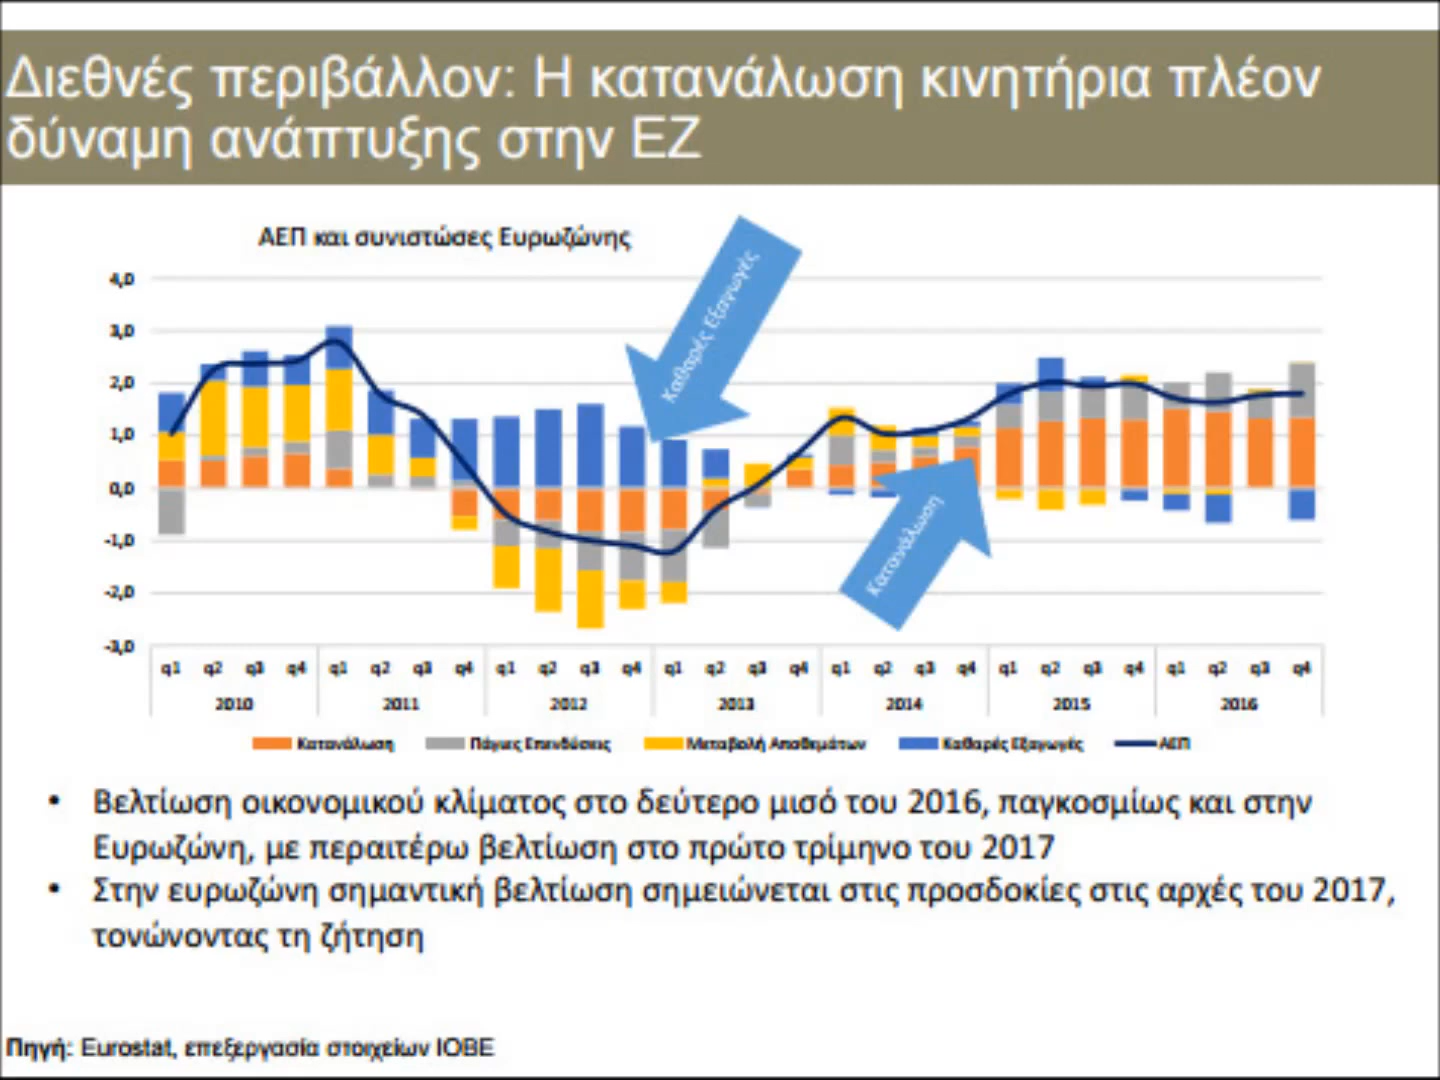 Διεθνές περιβάλλον: Η κατανάλωση κινητήρια πλέον
δύναμη ανάπτυξης στην ΕΖ
ΑΕΠ και συνιστώσες Ευρωζώνης
4,0
3,0
2,0
1,0
0,0
-1,0
-2,0
-3,0
Καθαρές Εξαγωγές
Κατανάλωση
q1 q2 q3 q4 q1 q2 q3 q4 q1 q2 q3 q4 q1 q2 q3 q4 q1 q2 q3 q4 q1 q2 q3 q4 q1 q2 q3 q4
2010 2011 2012 2013 2014 2015 2016
Κατανάλωση Πάγιες Επενδύσεις Μεταβολή Αποθεμάτων Καθαρές Εξαγωγές ΑΕΠ
• Βελτίωση οικονομικού κλίματος στο δεύτερο μισό του 2016, παγκοσμίως και στην
Ευρωζώνη, με περαιτέρω βελτίωση στο πρώτο τρίμηνο του 2017
• Στην ευρωζώνη σημαντική βελτίωση σημειώνεται στις προσδοκίες στις αρχές του 2017,
τονώνοντας τη ζήτηση
Πηγή: Eurostat, επεξεργασία στοιχείων ΙΟΒΕ